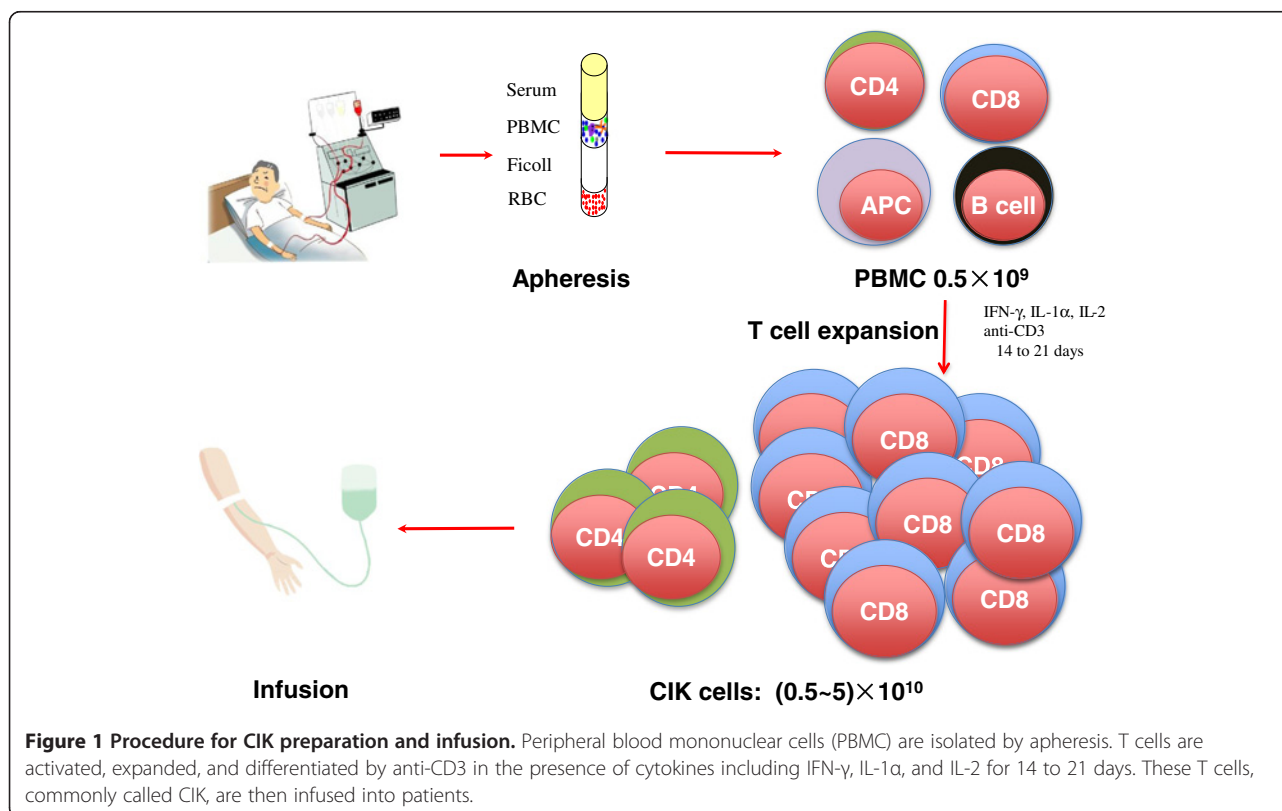 Serum
PBMC
Ficoll
RBC
Apheresis
CD4
CD8
APC
B cell
PBMC 0.5×10⁹
T cell expansion
IFN-γ, IL-1α, IL-2
anti-CD3
14 to 21 days
CD4
CD4
CD8
CD8
CD8
CD8
CD8
CD8
Infusion
CIK cells: (0.5~5)×10¹⁰
Figure 1 Procedure for CIK preparation and infusion. Peripheral blood mononuclear cells (PBMC) are isolated by apheresis. T cells are
activated, expanded, and differentiated by anti-CD3 in the presence of cytokines including IFN-γ, IL-1α, and IL-2 for 14 to 21 days. These T cells,
commonly called CIK, are then infused into patients.